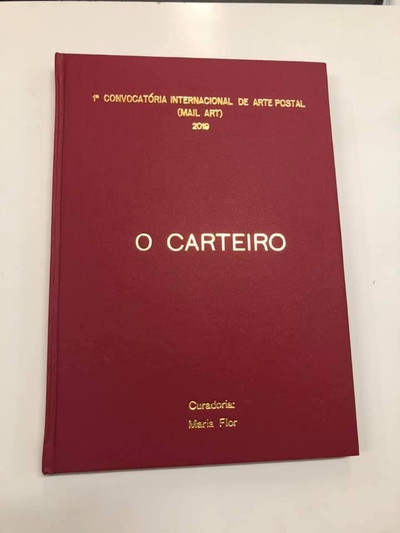 1ª CONVOCATÓRIA INTERNACIONAL DE ARTE POSTAL
(MAIL ART)
2019
O CARTEIRO
Curadoria:
Maria Flor